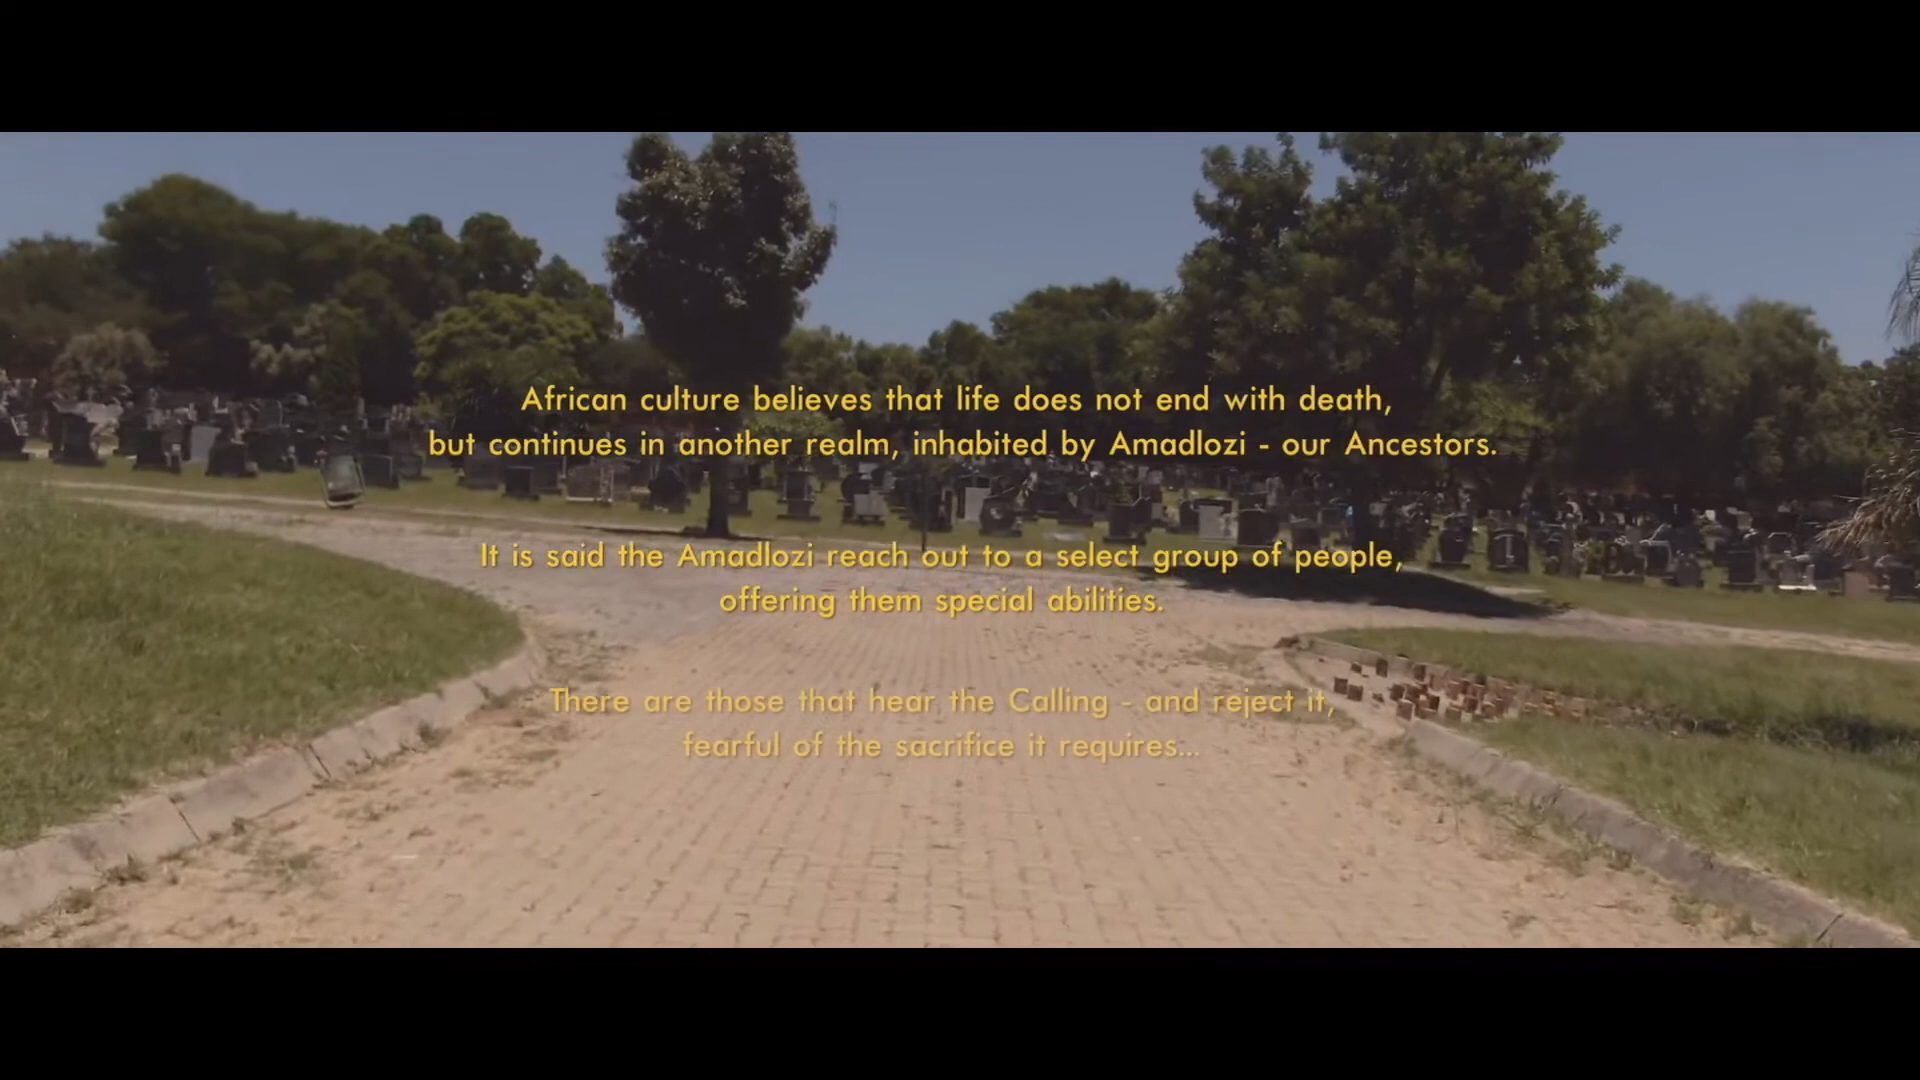 African culture believes that life does not end with death,
but continues in another realm, inhabited by Amadlozi - our Ancestors.
It is said the Amadlozi reach out to a select group of people,
offering them special abilities.
There are those that hear the Calling - and reject it,
fearful of the sacrifice it requires...